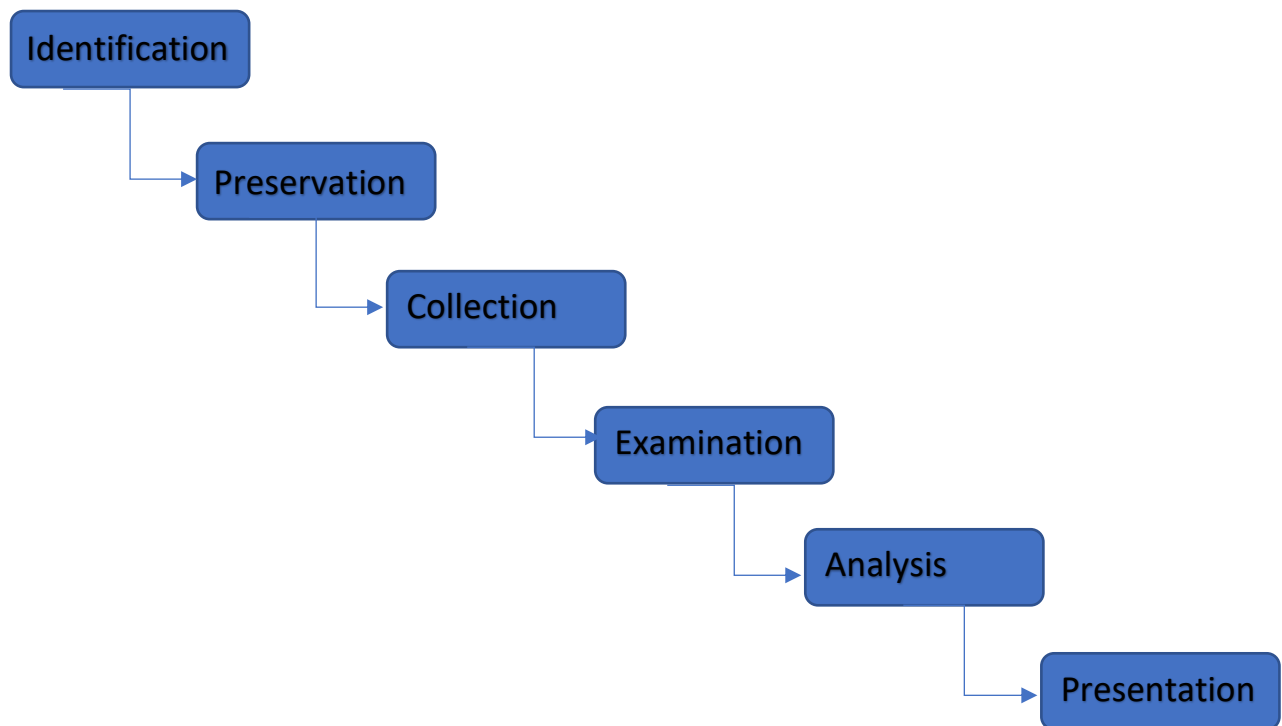 Identification
Preservation
Collection
Examination
Analysis
Presentation